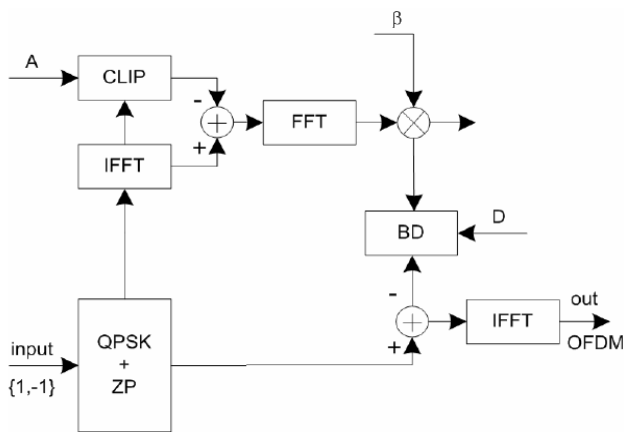 β
A
CLIP
-
+
FFT
IFFT
+
D
BD
-
+
IFFT
out
OFDM
input
{1,-1}
QPSK
+
ZP
+